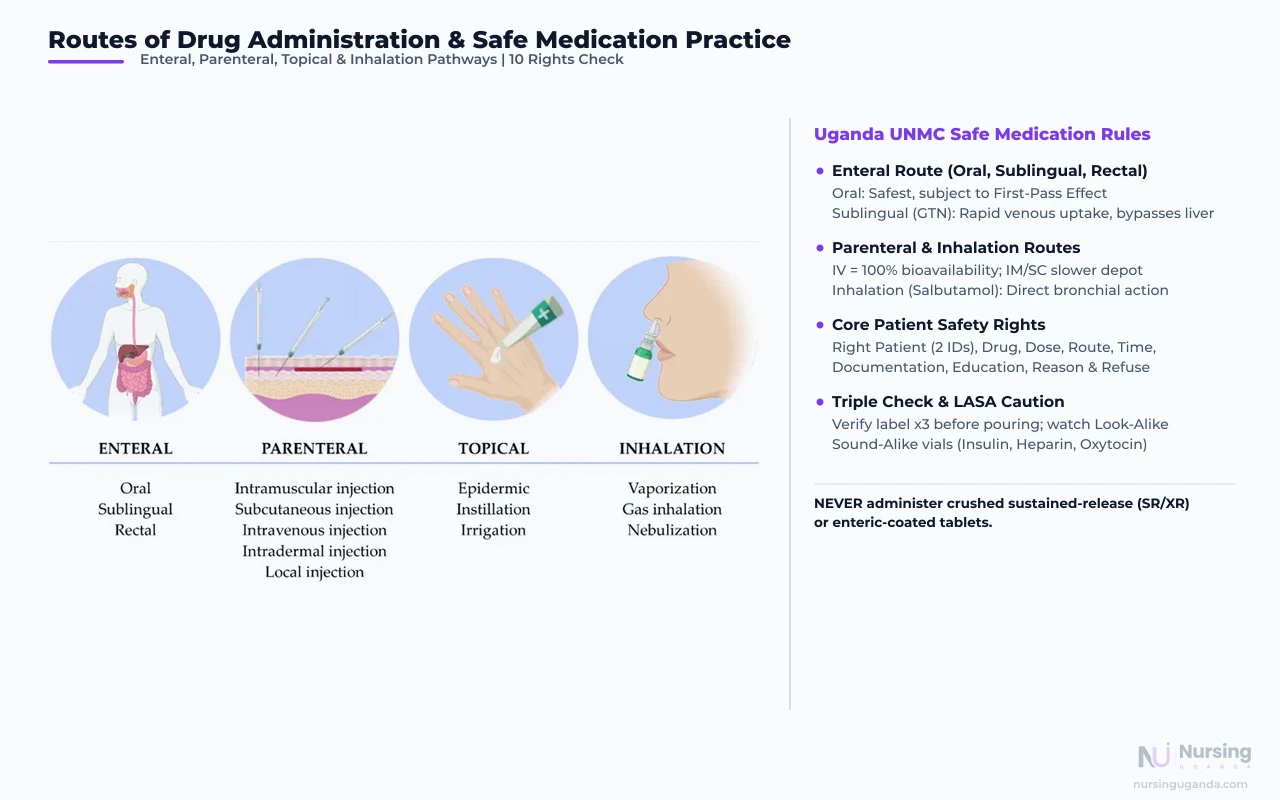 Routes of Drug Administration & Safe Medication Practice
Enteral, Parenteral, Topical & Inhalation Pathways | 10 Rights Check
ENTERAL
Oral
Sublingual
Rectal
PARENTERAL
Intramuscular injection
Subcutaneous injection
Intravenous injection
Intradermal injection
Local injection
TOPICAL
Epidermic
Instillation
Irrigation
INHALATION
Vaporization
Gas inhalation
Nebulization
Uganda UNMC Safe Medication Rules
Enteral Route (Oral, Sublingual, Rectal)
Oral: Safest, subject to First-Pass Effect
Sublingual (GTN): Rapid venous uptake, bypasses liver
Parenteral & Inhalation Routes
IV = 100% bioavailability; IM/SC slower depot
Inhalation (Salbutamol): Direct bronchial action
Core Patient Safety Rights
Right Patient (2 IDs), Drug, Dose, Route, Time,
Documentation, Education, Reason & Refuse
Triple Check & LASA Caution
Verify label x3 before pouring; watch Look-Alike
Sound-Alike vials (Insulin, Heparin, Oxytocin)
NEVER administer crushed sustained-release (SR/XR)
or enteric-coated tablets.
NU Nursing
UGANDA
nursinguganda.com